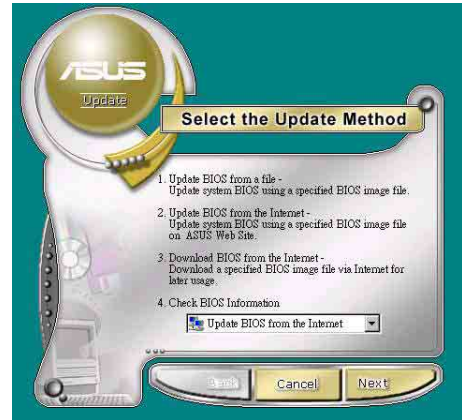 ASUS
Update
Select the Update Method
1. Update BIOS from a file -
Update system BIOS using a specified BIOS image file.
2. Update BIOS from the Internet -
Update system BIOS using a specified BIOS image file
on ASUS Web Site.
3. Download BIOS from the Internet -
Download a specified BIOS image file via Internet for
later usage.
4. Check BIOS Information
Update BIOS from the Internet
Back
Cancel
Next